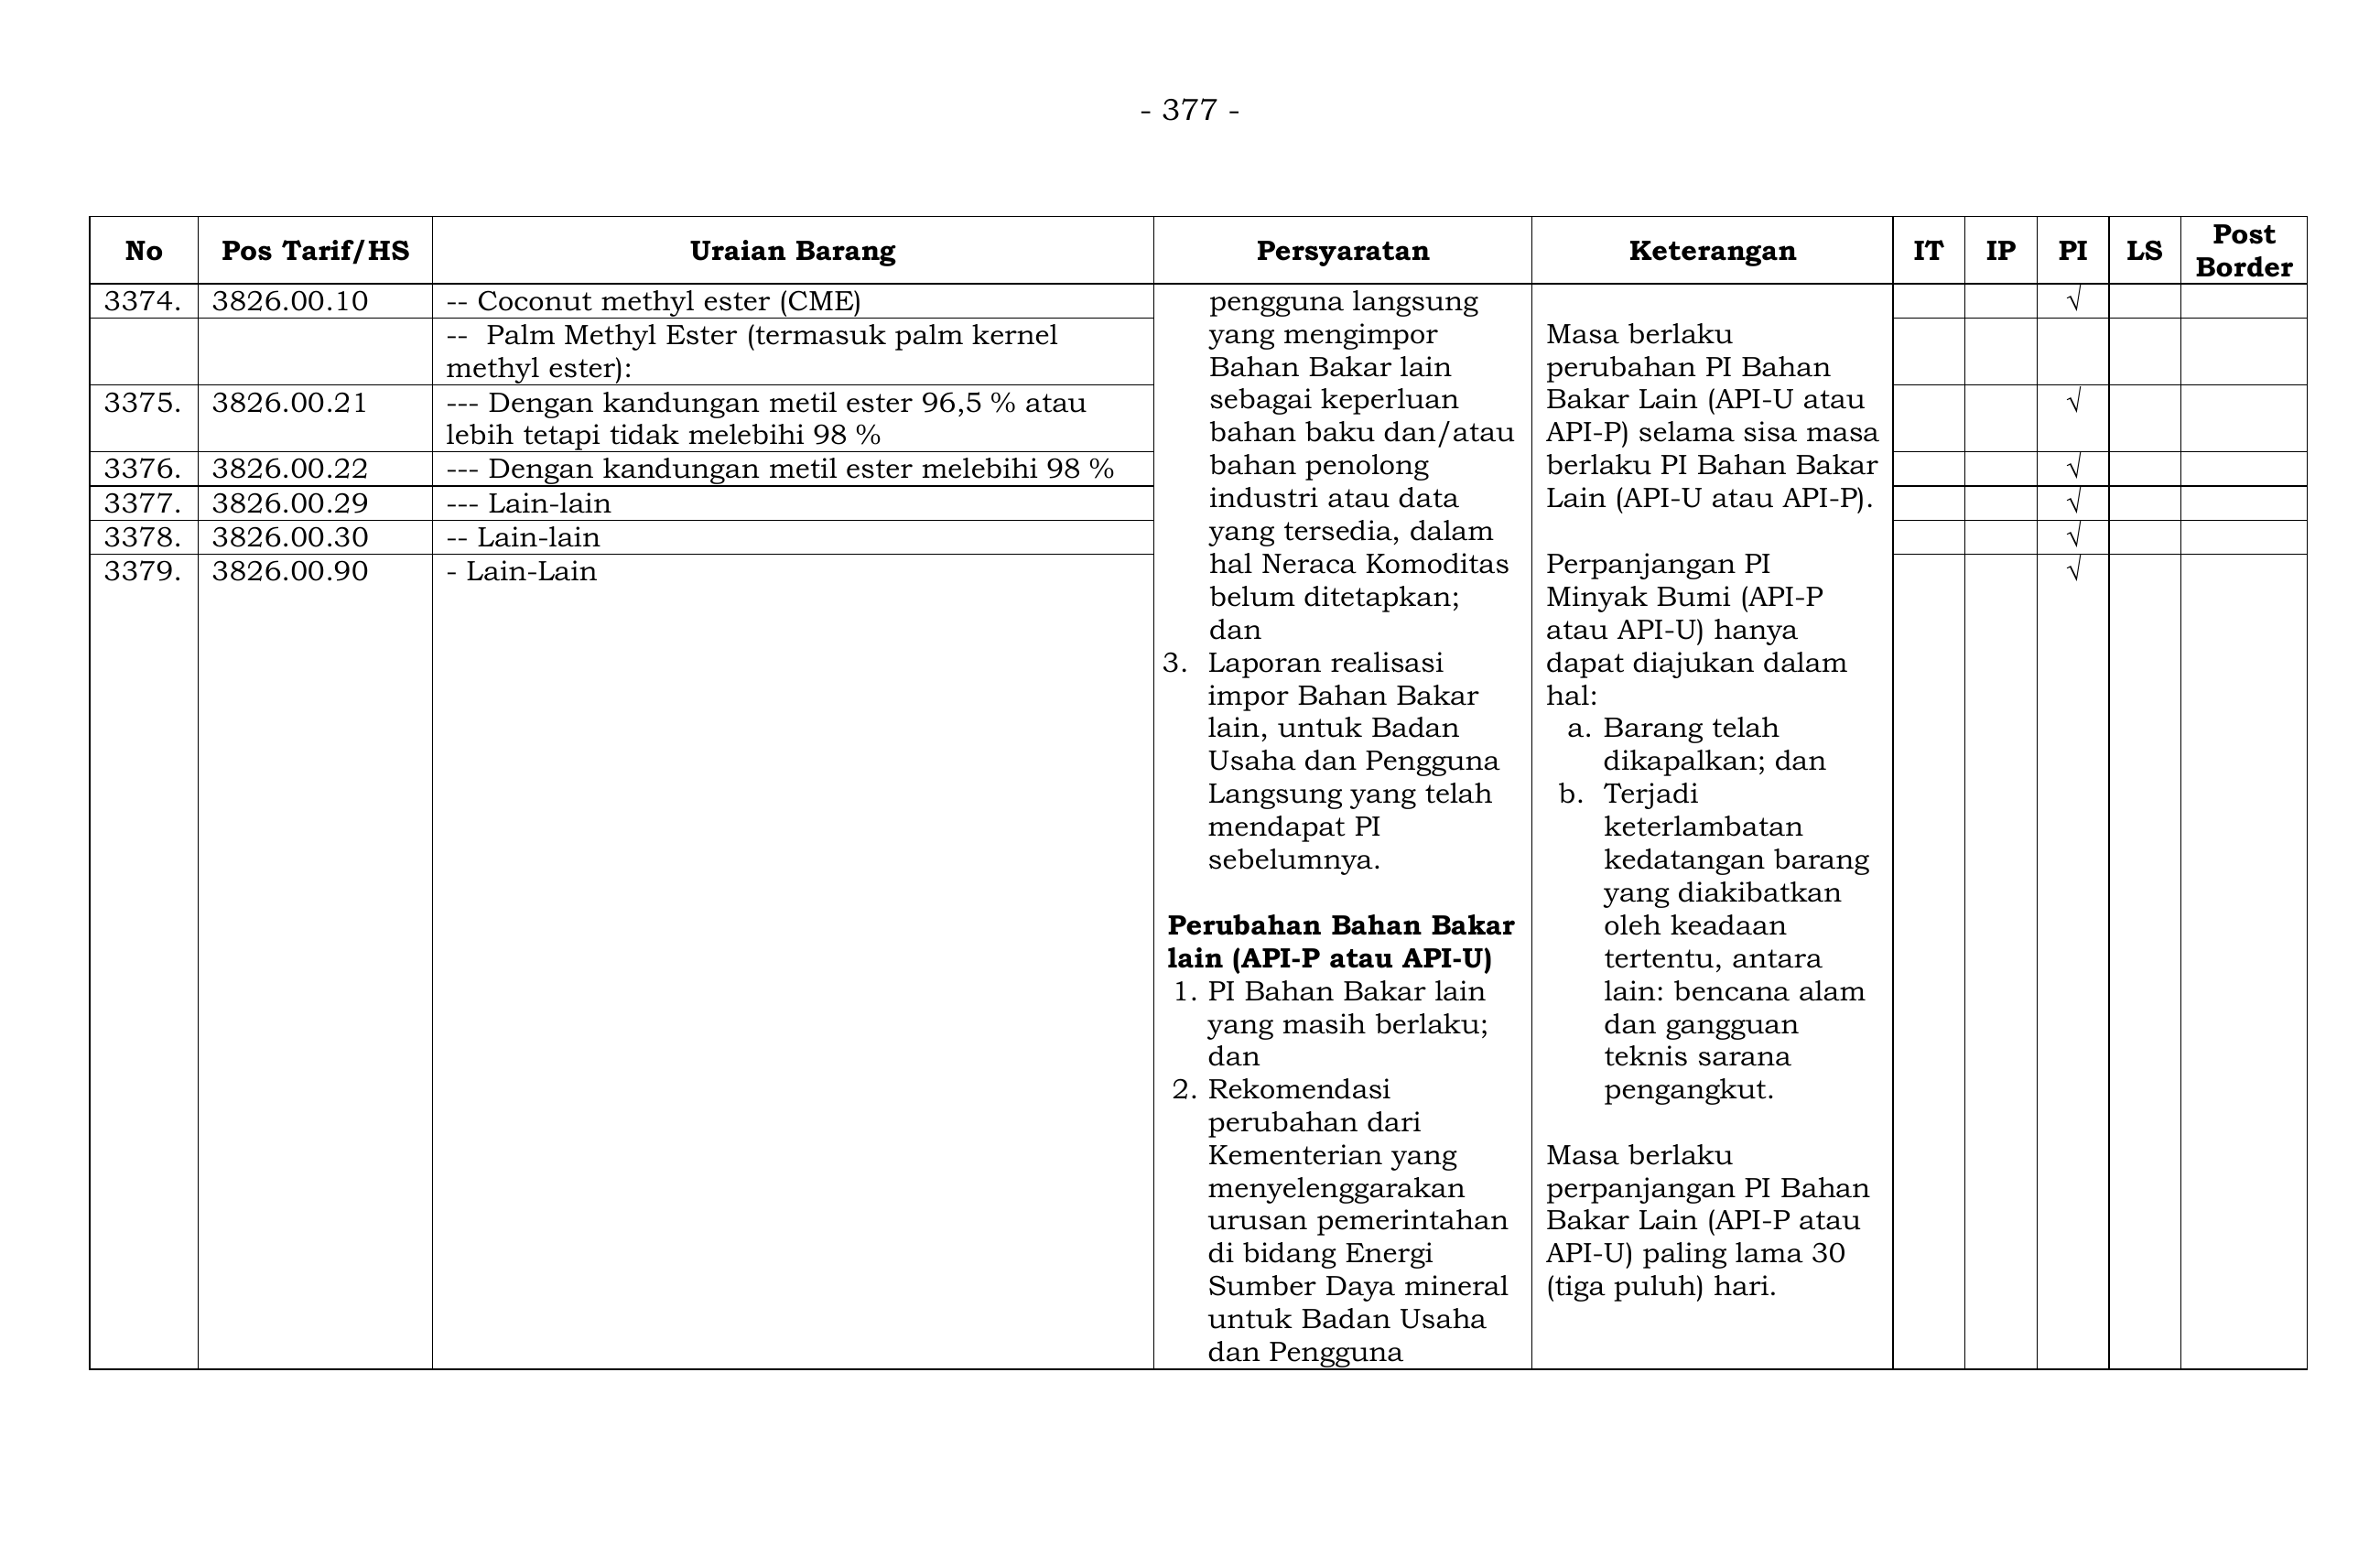 - 377 -
No Pos Tarif/HS Uraian Barang Persyaratan Keterangan IT IP PI LS Post Border
3374. 3826.00.10 -- Coconut methyl ester (CME) √
-- Palm Methyl Ester (termasuk palm kernel
methyl ester):
3375. 3826.00.21 --- Dengan kandungan metil ester 96,5 % atau √
lebih tetapi tidak melebihi 98 %
3376. 3826.00.22 --- Dengan kandungan metil ester melebihi 98 % √
3377. 3826.00.29 --- Lain-lain √
3378. 3826.00.30 -- Lain-lain √
3379. 3826.00.90 - Lain-Lain √
pengguna langsung
yang mengimpor
Bahan Bakar lain
sebagai keperluan
bahan baku dan/atau
bahan penolong
industri atau data
yang tersedia, dalam
hal Neraca Komoditas
belum ditetapkan;
dan
3. Laporan realisasi
impor Bahan Bakar
lain, untuk Badan
Usaha dan Pengguna
Langsung yang telah
mendapat PI
sebelumnya.
Perubahan Bahan Bakar
lain (API-P atau API-U)
1. PI Bahan Bakar lain
yang masih berlaku;
dan
2. Rekomendasi
perubahan dari
Kementerian yang
menyelenggarakan
urusan pemerintahan
di bidang Energi
Sumber Daya mineral
untuk Badan Usaha
dan Pengguna
Masa berlaku
perubahan PI Bahan
Bakar Lain (API-U atau
API-P) selama sisa masa
berlaku PI Bahan Bakar
Lain (API-U atau API-P).
Perpanjangan PI
Minyak Bumi (API-P
atau API-U) hanya
dapat diajukan dalam
hal:
a. Barang telah
dikapalkan; dan
b. Terjadi
keterlambatan
kedatangan barang
yang diakibatkan
oleh keadaan
tertentu, antara
lain: bencana alam
dan gangguan
teknis sarana
pengangkut.
Masa berlaku
perpanjangan PI Bahan
Bakar Lain (API-P atau
API-U) paling lama 30
(tiga puluh) hari.